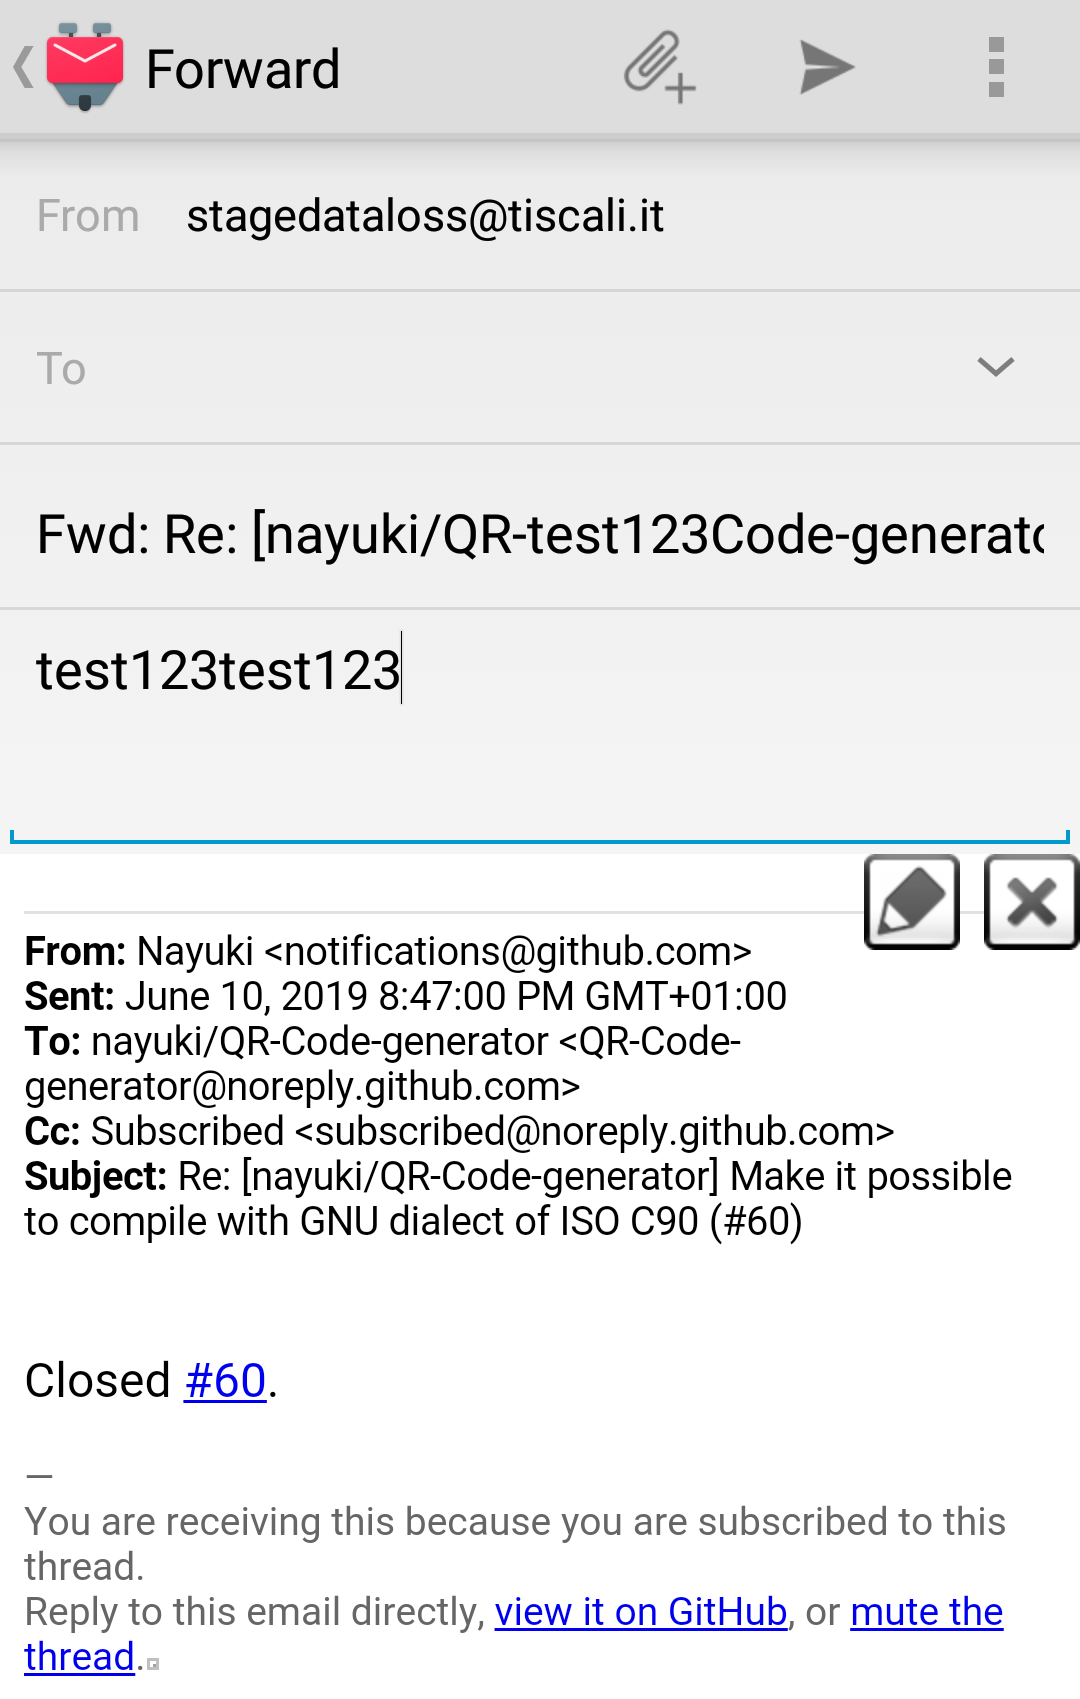 Forward
From stagedataloss@tiscali.it
To
Fwd: Re: [nayuki/QR-test123Code-generato
test123test123
From: Nayuki <notifications@github.com>
Sent: June 10, 2019 8:47:00 PM GMT+01:00
To: nayuki/QR-Code-generator <QR-Code-
generator@noreply.github.com>
Cc: Subscribed <subscribed@noreply.github.com>
Subject: Re: [nayuki/QR-Code-generator] Make it possible
to compile with GNU dialect of ISO C90 (#60)
Closed #60.
—
You are receiving this because you are subscribed to this
thread.
Reply to this email directly, view it on GitHub, or mute the
thread.